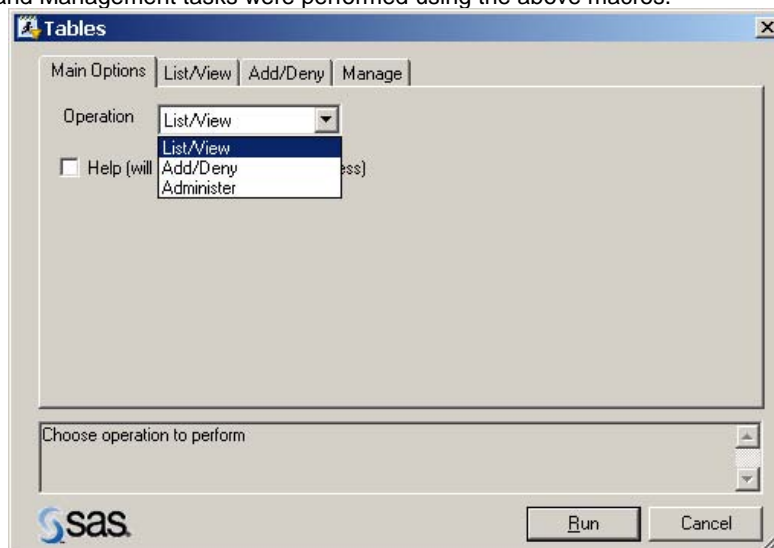 and Management tasks were performed using the above macros.
Tables
Main Options List/View Add/Deny Manage
Operation List/View
List/View
Help (will Add/Deny ess)
Administer
Choose operation to perform
sas.
Run Cancel